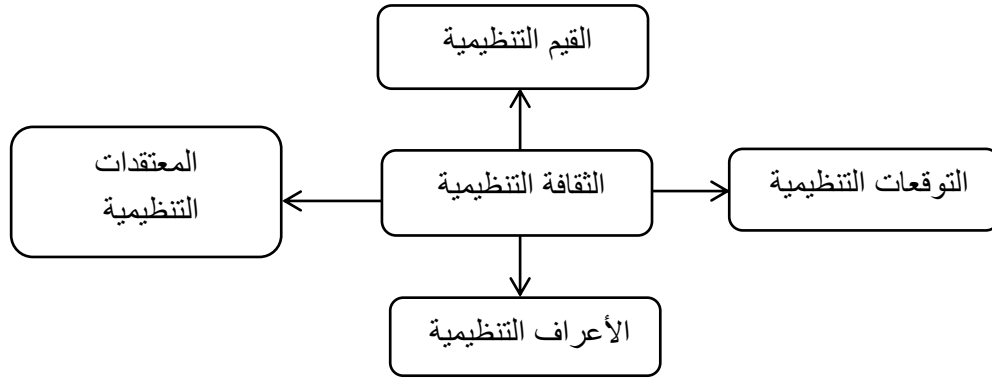 القيم التنظيمية
التوقعات التنظيمية
الثقافة التنظيمية
المعتقدات
التنظيمية
الأعراف التنظيمية